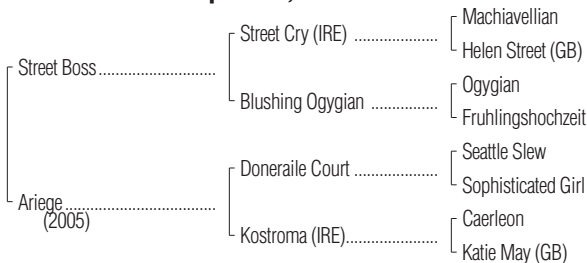 Machiavellian
Street Cry (IRE) ....................
Helen Street (GB)
Street Boss............................
Ogygian
Blushing Ogygian ................
Fruhlingshochzeit
Seattle Slew
Doneraile Court ....................
Sophisticated Girl
Ariege....................................
(2005)
Caerleon
Kostroma (IRE)......................
Katie May (GB)